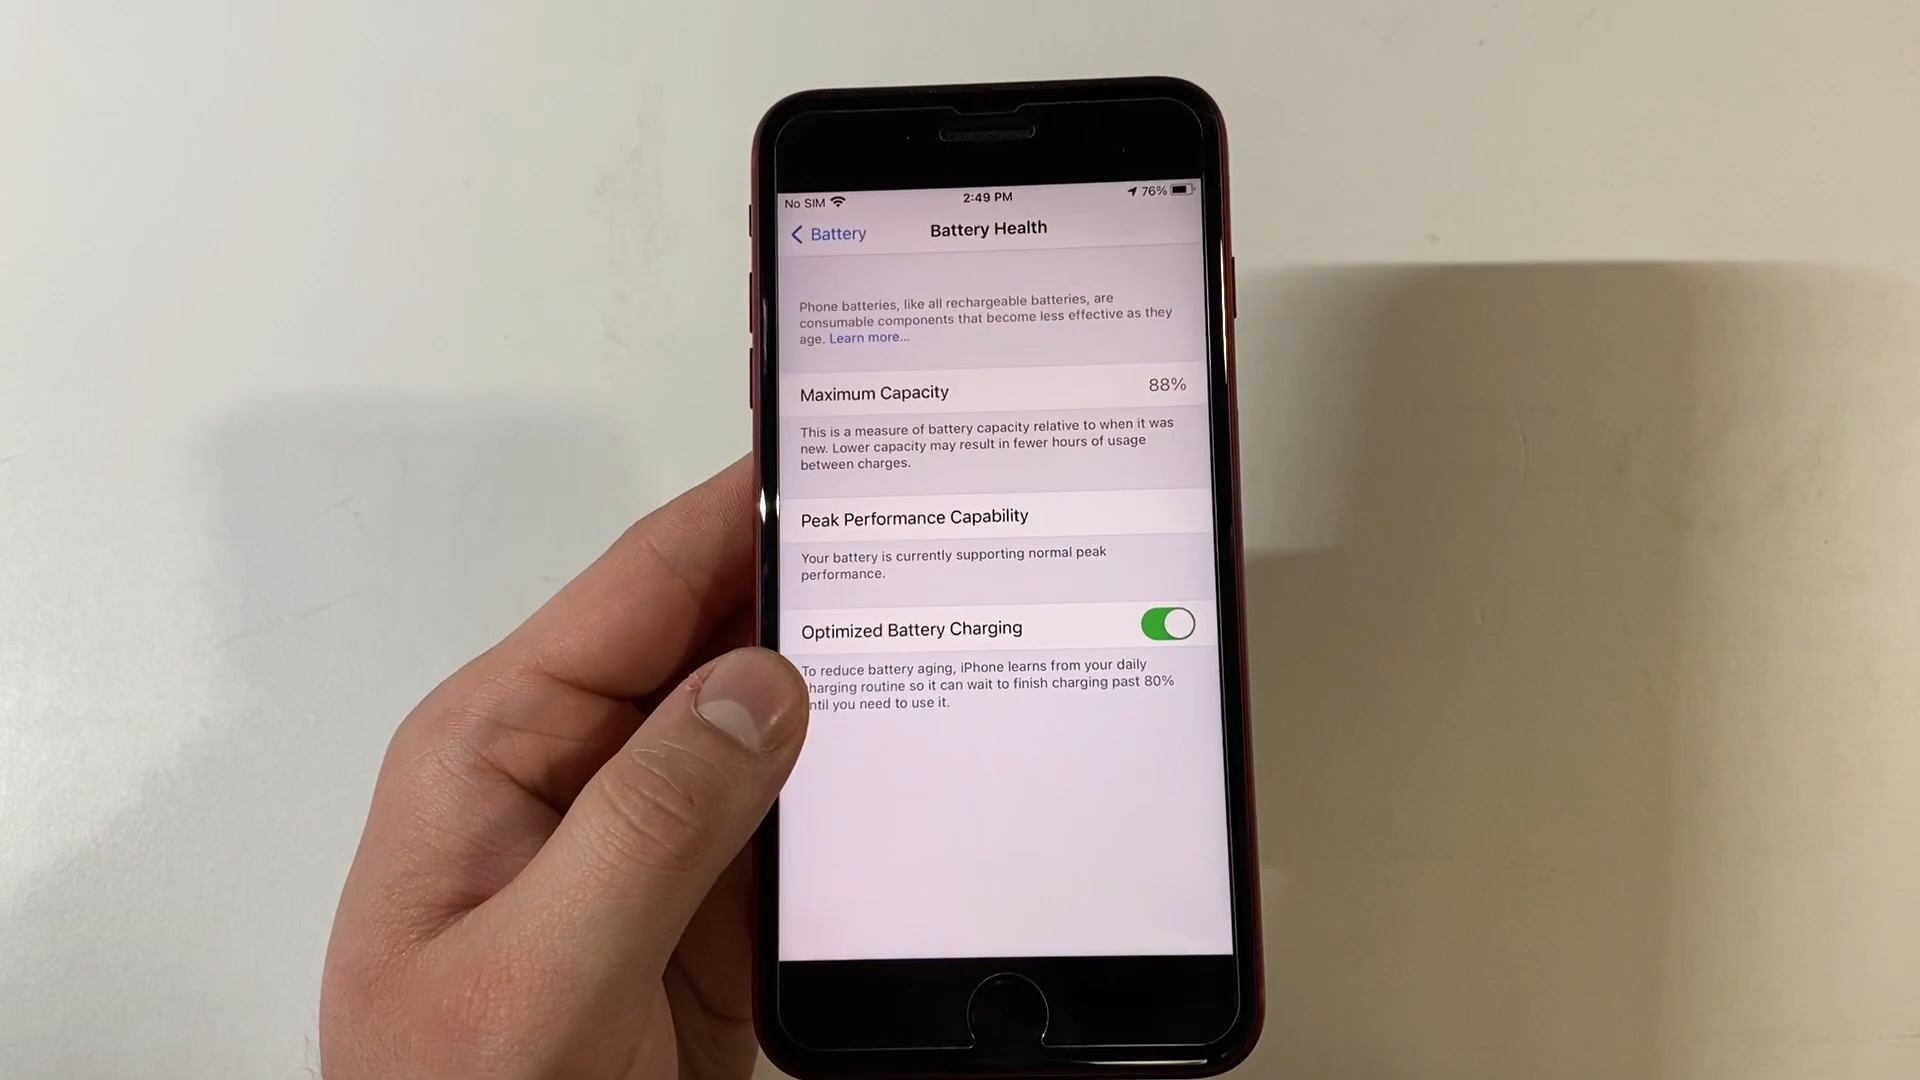 No SIM 2:49 PM 76%
Battery Battery Health
Phone batteries, like all rechargeable batteries, are
consumable components that become less effective as they
age. Learn more...
Maximum Capacity 88%
This is a measure of battery capacity relative to when it was
new. Lower capacity may result in fewer hours of usage
between charges.
Peak Performance Capability
Your battery is currently supporting normal peak
performance.
Optimized Battery Charging
To reduce battery aging, iPhone learns from your daily
harging routine so it can wait to finish charging past 80%
ntil you need to use it.